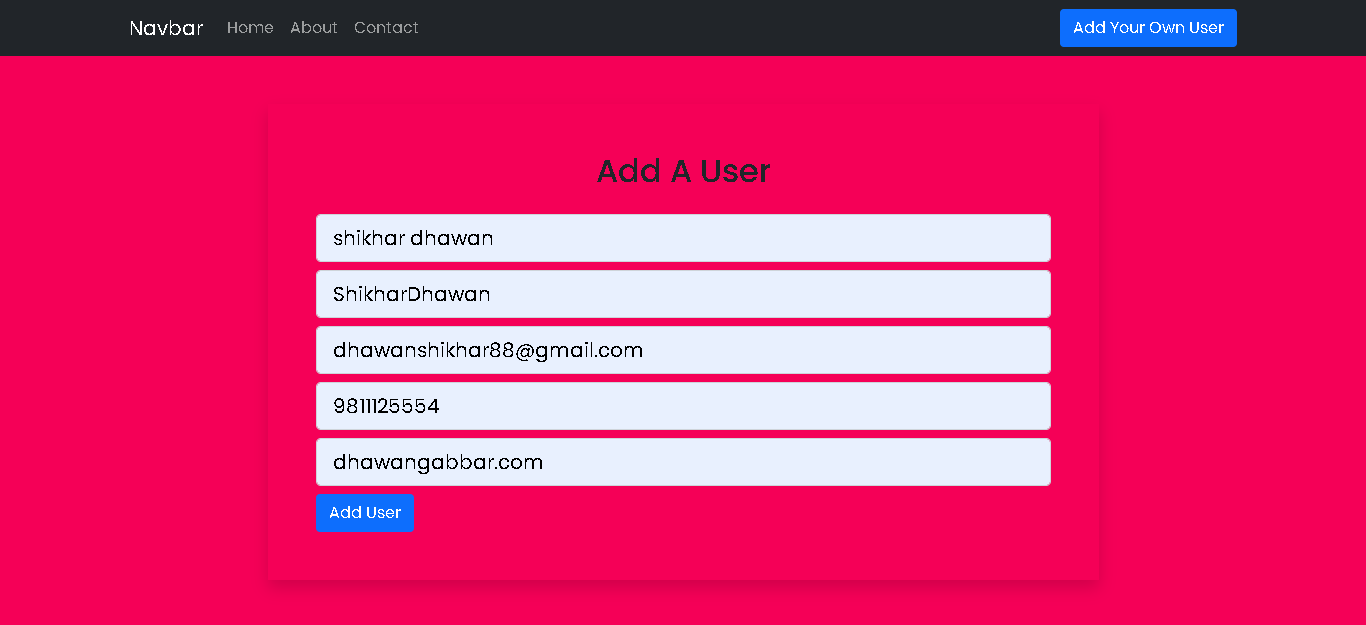 Navbar Home About Contact Add Your Own User
Add A User
shikhar dhawan
ShikharDhawan
dhawanshikhar88@gmail.com
9811125554
dhawangabbar.com
Add User